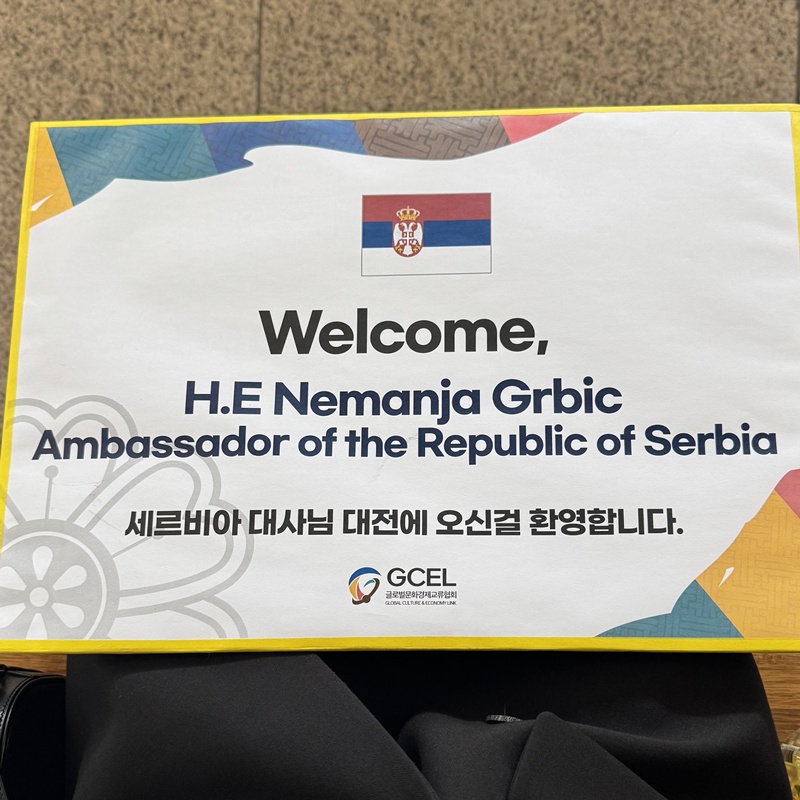 Welcome,
H.E Nemanja Grbic
Ambassador of the Republic of Serbia
세르비아 대사님 대전에 오신걸 환영합니다.
GCEL
글로벌문화경제교류협회
GLOBAL CULTURE & ECONOMY LINK